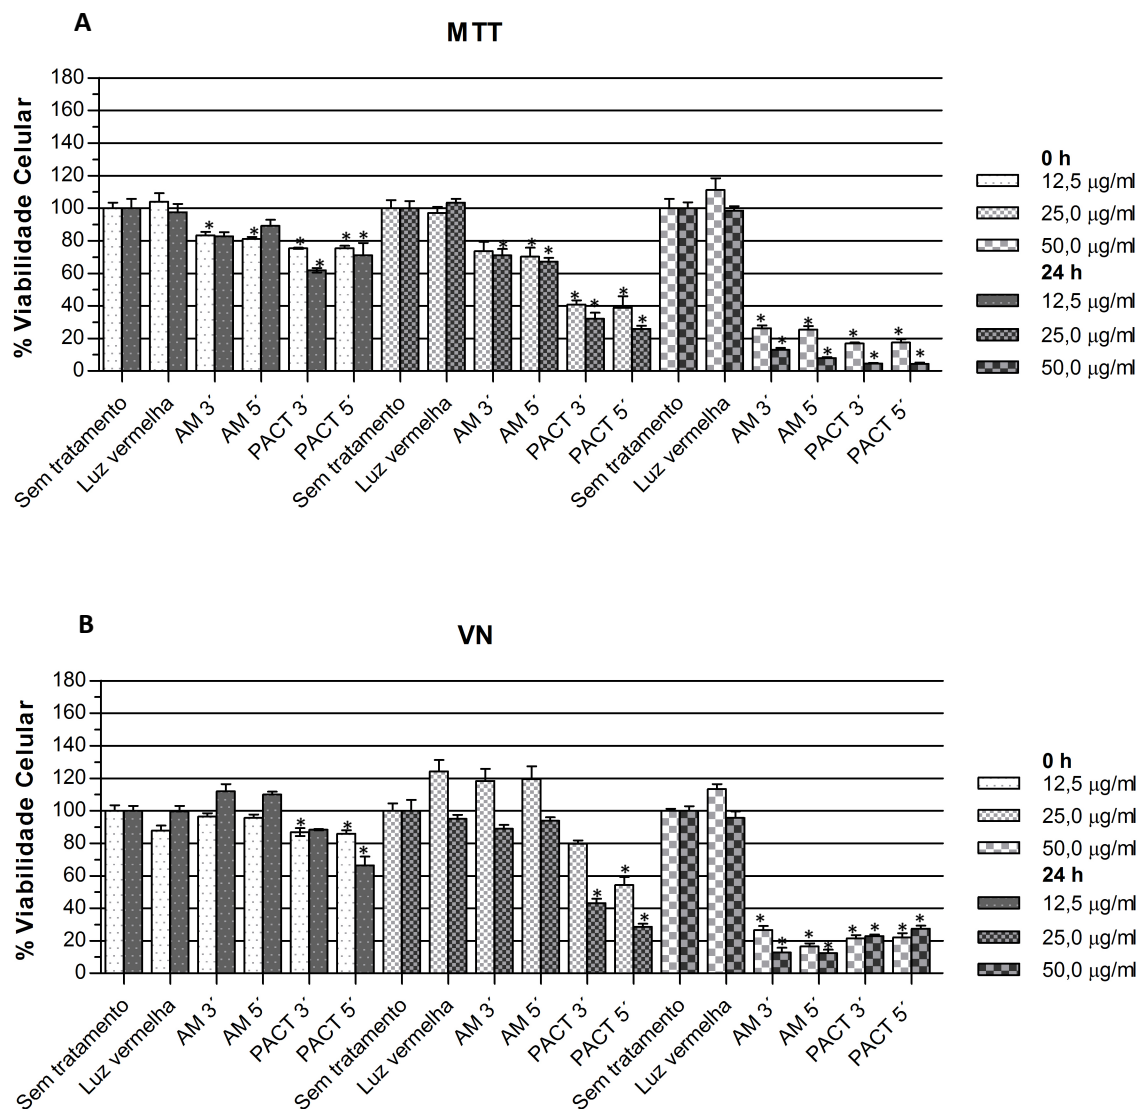 A
MTT
% Viabilidade Celular
180
160
140
120
100
80
60
40
20
0
* * * * * * * * * * * * * * * * * * * * * *
Sem tratamento
Luz vermelha
AM 3´
AM 5´
PACT 3´
PACT 5´
Sem tratamento
Luz vermelha
AM 3´
AM 5´
PACT 3´
PACT 5´
Sem tratamento
Luz vermelha
AM 3´
AM 5´
PACT 3´
PACT 5´
0 h
12,5 µg/ml
25,0 µg/ml
50,0 µg/ml
24 h
12,5 µg/ml
25,0 µg/ml
50,0 µg/ml
B
VN
% Viabilidade Celular
180
160
140
120
100
80
60
40
20
0
* * * * * * * * * * * * * *
Sem tratamento
Luz vermelha
AM 3´
AM 5´
PACT 3´
PACT 5´
Sem tratamento
Luz vermelha
AM 3´
AM 5´
PACT 3´
PACT 5´
Sem tratamento
Luz vermelha
AM 3´
AM 5´
PACT 3´
PACT 5´
0 h
12,5 µg/ml
25,0 µg/ml
50,0 µg/ml
24 h
12,5 µg/ml
25,0 µg/ml
50,0 µg/ml